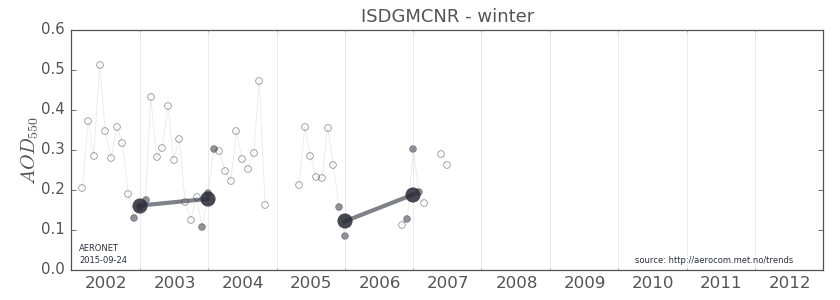 ISDGMCNR - winter
0.6
0.5
0.4
0.3
0.2
0.1
0.0
AOD550
AERONET
2015-09-24
source: http://aerocom.met.no/trends
2002 2003 2004 2005 2006 2007 2008 2009 2010 2011 2012